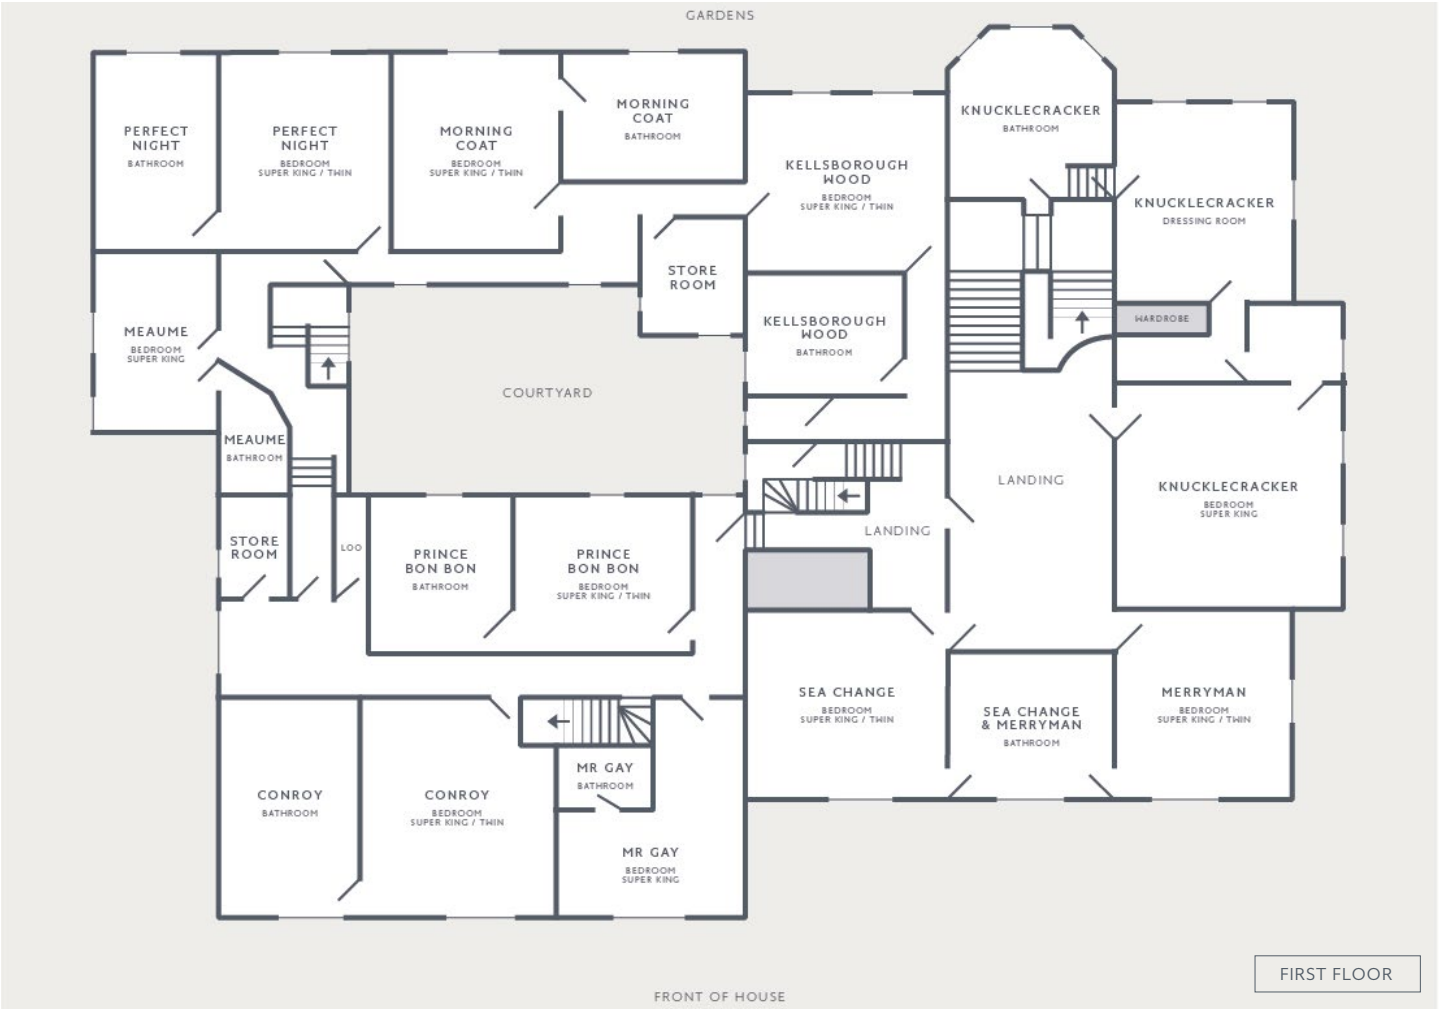 GARDENS
PERFECT
NIGHT
BATHROOM
PERFECT
NIGHT
BEDROOM
SUPER KING / TWIN
MORNING
COAT
BEDROOM
SUPER KING / TWIN
MORNING
COAT
BATHROOM
KELLSBOROUGH
WOOD
BEDROOM
SUPER KING / TWIN
KNUCKLECRACKER
BATHROOM
KNUCKLECRACKER
DRESSING ROOM
STORE
ROOM
MEAUME
BEDROOM
SUPER KING
KELLSBOROUGH
WOOD
BATHROOM
WARDROBE
COURTYARD
MEAUME
BATHROOM
LANDING
KNUCKLECRACKER
BEDROOM
SUPER KING
LANDING
STORE
ROOM
LOO
PRINCE
BON BON
BATHROOM
PRINCE
BON BON
BEDROOM
SUPER KING / TWIN
SEA CHANGE
BEDROOM
SUPER KING / TWIN
SEA CHANGE
& MERRYMAN
BATHROOM
MERRYMAN
BEDROOM
SUPER KING / TWIN
CONROY
BATHROOM
CONROY
BEDROOM
SUPER KING / TWIN
MR GAY
BATHROOM
MR GAY
BEDROOM
SUPER KING
FIRST FLOOR
FRONT OF HOUSE